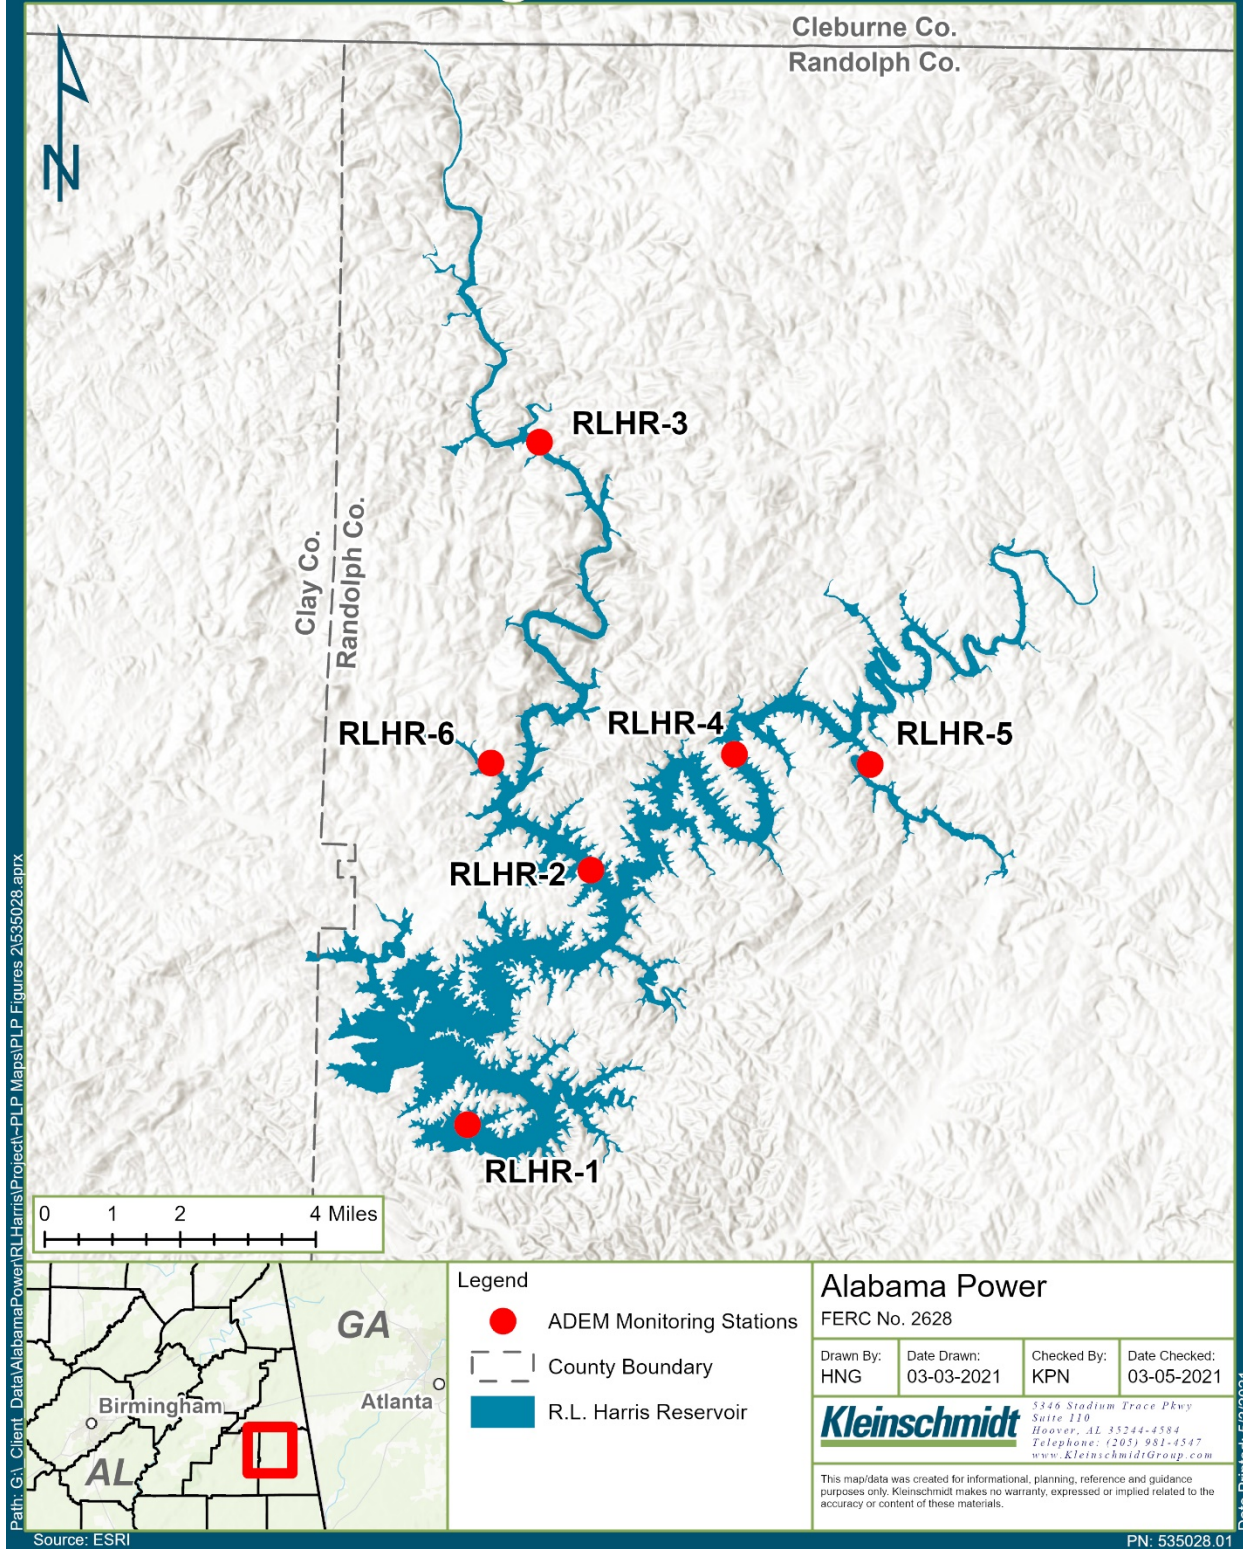 Cleburne Co.
Randolph Co.
N
RLHR-3
Clay Co.
Randolph Co.
RLHR-6
RLHR-4
RLHR-5
RLHR-2
RLHR-1
0 1 2 4 Miles
GA
Atlanta
Birmingham
AL
Legend
ADEM Monitoring Stations
County Boundary
R.L. Harris Reservoir
Alabama Power
FERC No. 2628
Drawn By:
HNG
Date Drawn:
03-03-2021
Checked By:
KPN
Date Checked:
03-05-2021
Kleinschmidt
5346 Stadium Trace Pkwy
Suite 110
Hoover, AL 35244-4584
Telephone: (205) 981-4547
www.KleinschmidtGroup.com
This map/data was created for informational, planning, reference and guidance
purposes only. Kleinschmidt makes no warranty, expressed or implied related to the
accuracy or content of these materials.
Path: G:\_Client_Data\AlabamaPower\RLHarris\Project\~PLP Maps\PLP Figures 2\535028.aprx
Source: ESRI
PN: 535028.01